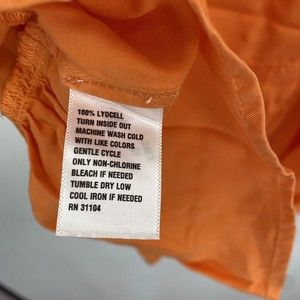 100% LYOCELL
TURN INSIDE OUT
MACHINE WASH COLD
WITH LIKE COLORS
GENTLE CYCLE
ONLY NON-CHLORINE
BLEACH IF NEEDED
TUMBLE DRY LOW
COOL IRON IF NEEDED
RN 31104